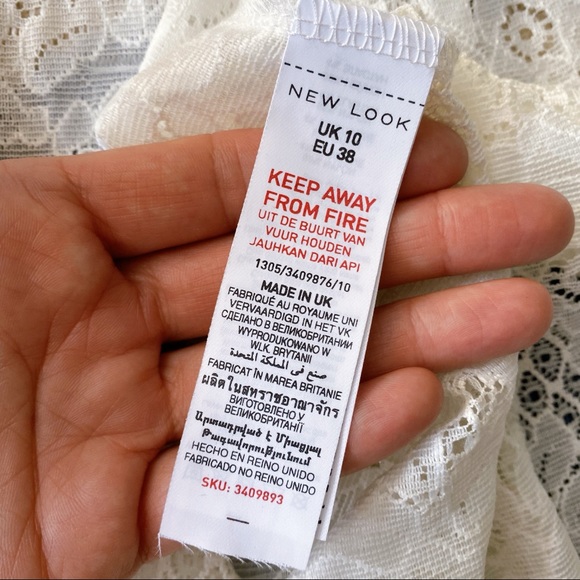 NEW LOOK
UK 10
EU 38
KEEP AWAY
FROM FIRE
UIT DE BUURT VAN
VUUR HOUDEN
JAUHKAN DARI API
1305/3409876/10
MADE IN UK
FABRIQUÉ AU ROYAUME UNI
VERVAARDIGD IN HET VK
СДЕЛАНО В ВЕЛИКОБРИТАНИИ
WYPRODUKOWANO W
WLK. BRYTANII
صنع في المملكة المتحدة
FABRICAT ÎN MAREA BRITANIE
ผลิตในสหราชอาณาจักร
ВИГОТОВЛЕНО У
ВЕЛИКОБРИТАНІЇ
Արտադրված է Միացյալ
Թագավորությունում
HECHO EN REINO UNIDO
FABRICADO NO REINO UNIDO
SKU: 3409893